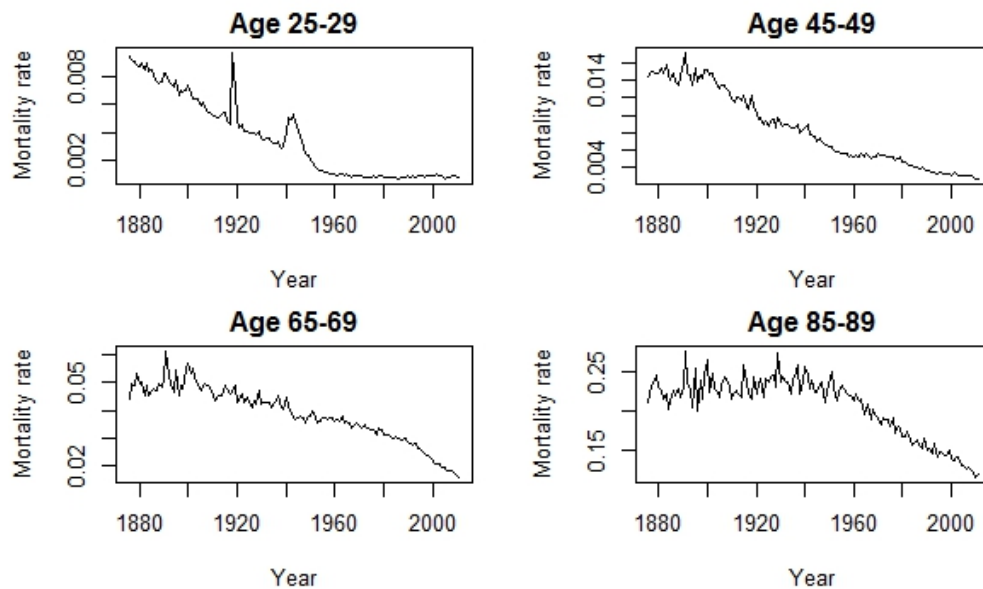 Age 25-29
Mortality rate
0.008
0.002
1880 1920 1960 2000
Year
Age 45-49
Mortality rate
0.014
0.004
1880 1920 1960 2000
Year
Age 65-69
Mortality rate
0.05
0.02
1880 1920 1960 2000
Year
Age 85-89
Mortality rate
0.25
0.15
1880 1920 1960 2000
Year